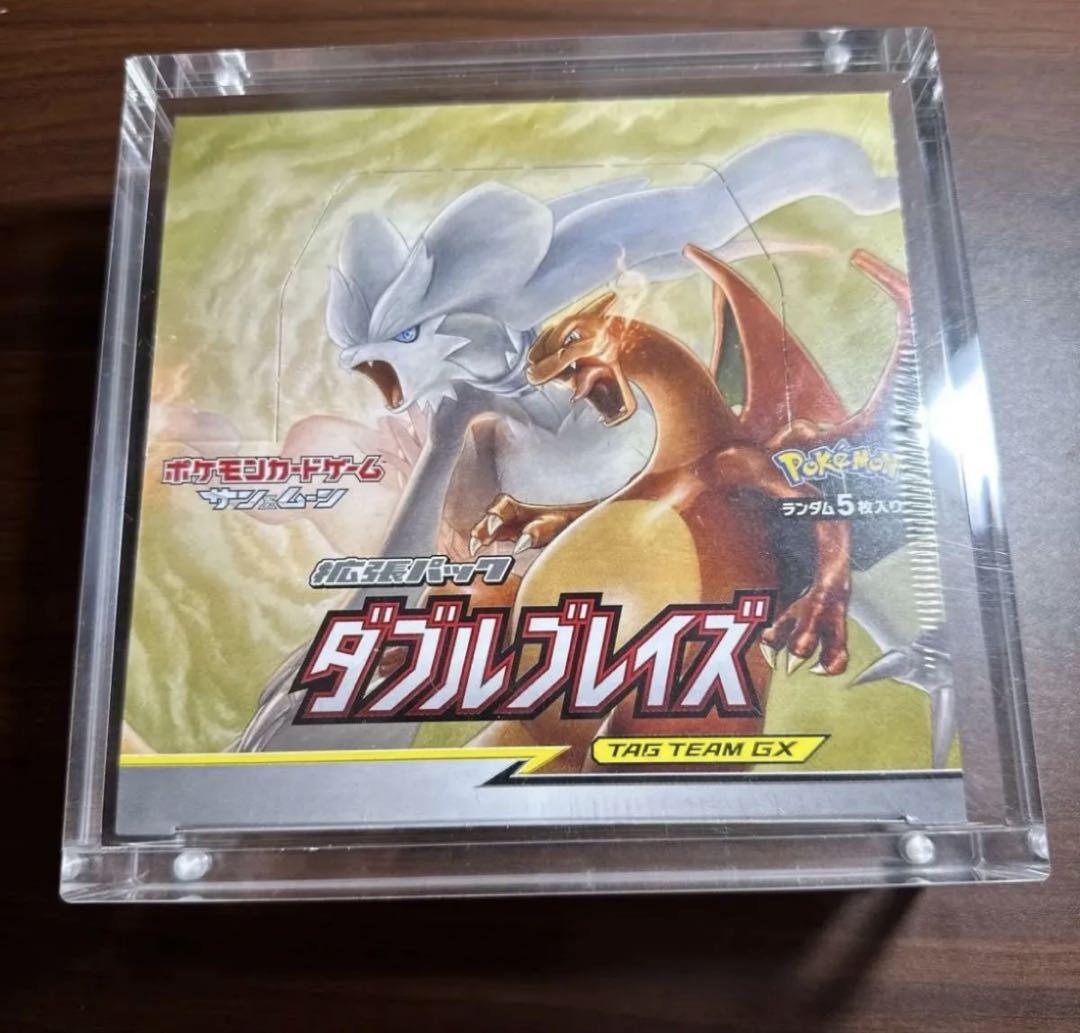 ポケモンカードゲーム
サン&ムーン
Pokémon
ランダム5枚入り
拡張パック
ダブルブレイズ
TAG TEAM GX